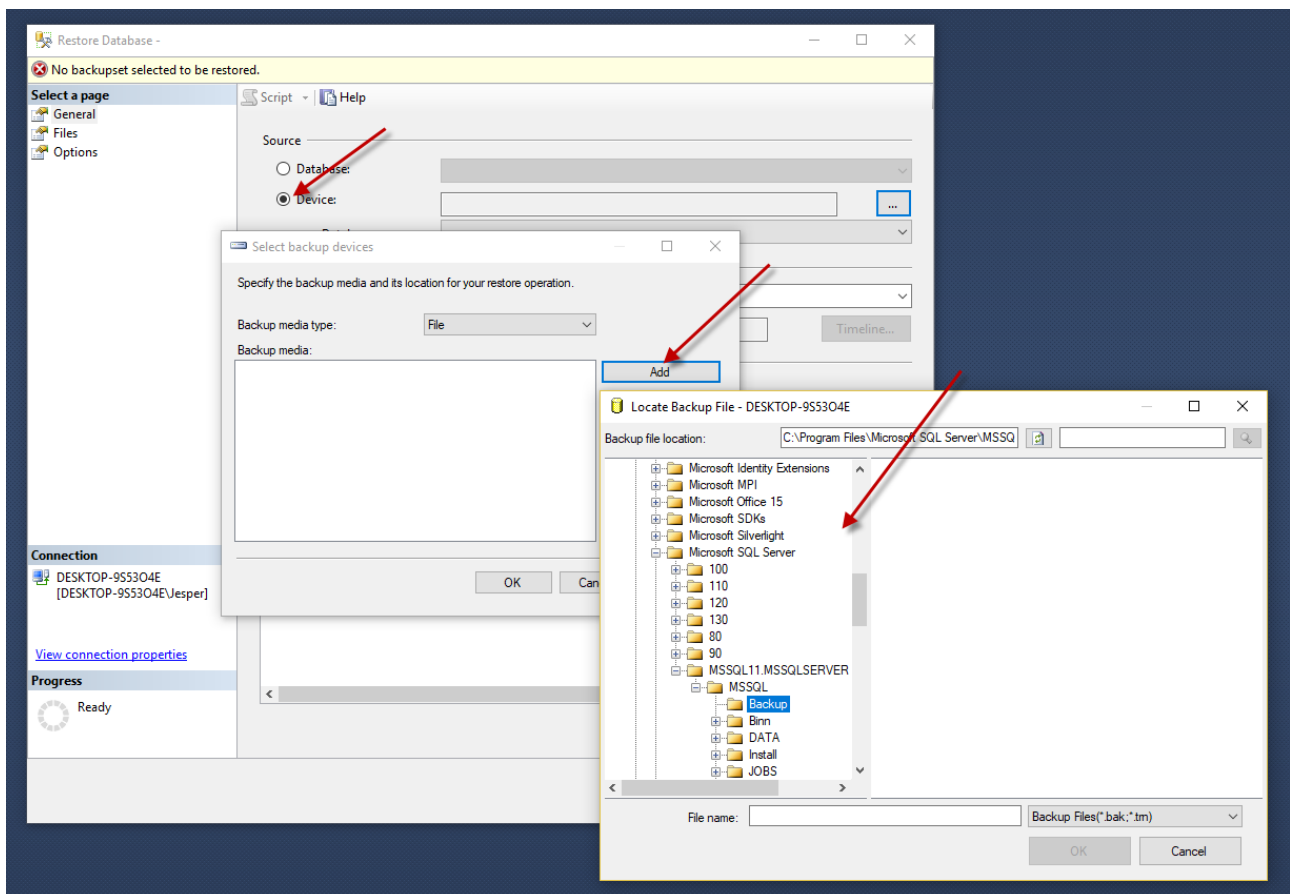 Restore Database -
No backupset selected to be restored.
Select a page
General
Files
Options
Script
Help
Source
Database:
Device:
...
Timeline...
Select backup devices
Specify the backup media and its location for your restore operation.
Backup media type:
File
Backup media:
Add
OK
Connection
DESKTOP-9S53O4E
[DESKTOP-9S53O4E\Jesper]
View connection properties
Progress
Ready
Locate Backup File - DESKTOP-9S53O4E
Backup file location:
C:\Program Files\Microsoft SQL Server\MSSQ
Microsoft Identity Extensions
Microsoft MPI
Microsoft Office 15
Microsoft SDKs
Microsoft Silverlight
Microsoft SQL Server
100
110
120
130
80
90
MSSQL11.MSSQLSERVER
MSSQL
Backup
Binn
DATA
Install
JOBS
File name:
Backup Files(*.bak;*.trn)
OK
Cancel